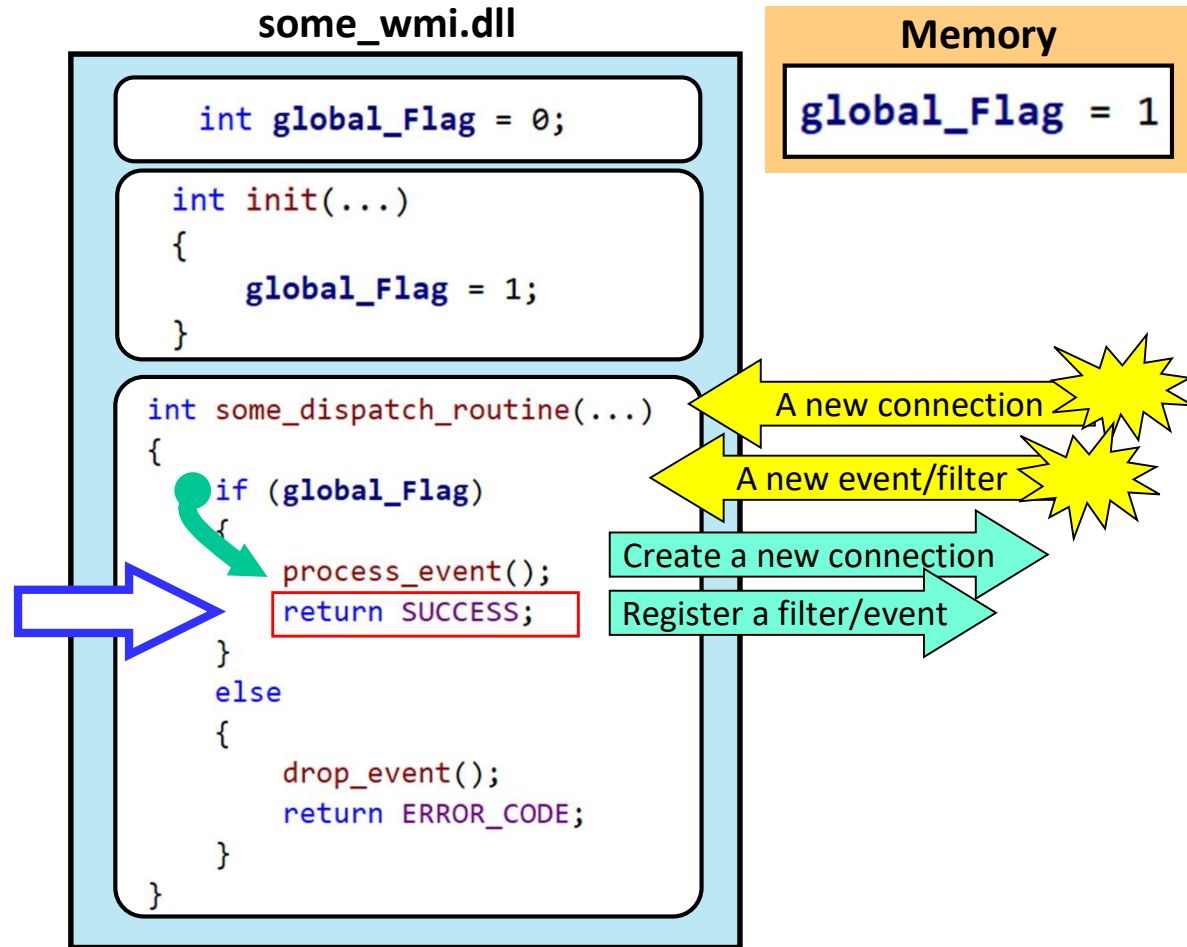 some_wmi.dll
int global_Flag = 0;
int init(...)
{
global_Flag = 1;
}
int some_dispatch_routine(...)
{
if (global_Flag)
{
process_event();
return SUCCESS;
}
else
{
drop_event();
return ERROR_CODE;
}
}
Memory
global_Flag = 1
A new connection
A new event/filter
Create a new connection
Register a filter/event